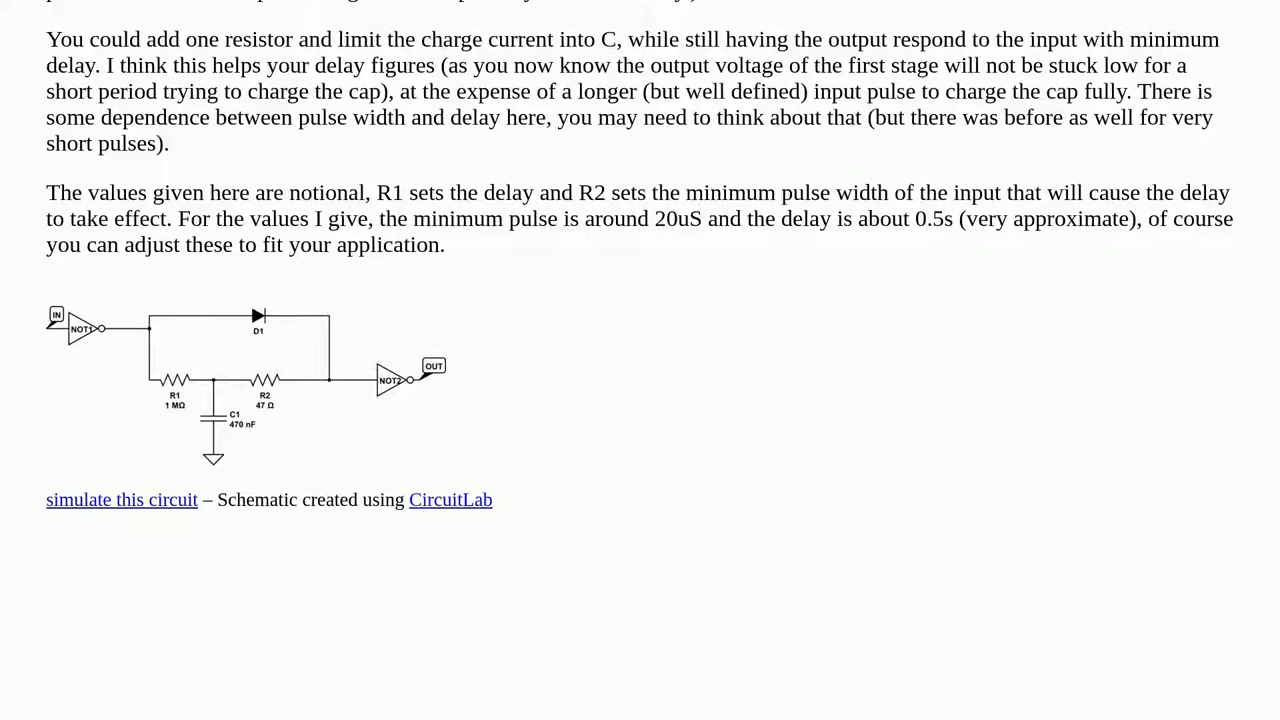 You could add one resistor and limit the charge current into C, while still having the output respond to the input with minimum
delay. I think this helps your delay figures (as you now know the output voltage of the first stage will not be stuck low for a
short period trying to charge the cap), at the expense of a longer (but well defined) input pulse to charge the cap fully. There is
some dependence between pulse width and delay here, you may need to think about that (but there was before as well for very
short pulses).
The values given here are notional, R1 sets the delay and R2 sets the minimum pulse width of the input that will cause the delay
to take effect. For the values I give, the minimum pulse is around 20uS and the delay is about 0.5s (very approximate), of course
you can adjust these to fit your application.
IN
NOT1
D1
OUT
NOT2
R1
1 MΩ
R2
47 Ω
C1
470 nF
simulate this circuit – Schematic created using CircuitLab